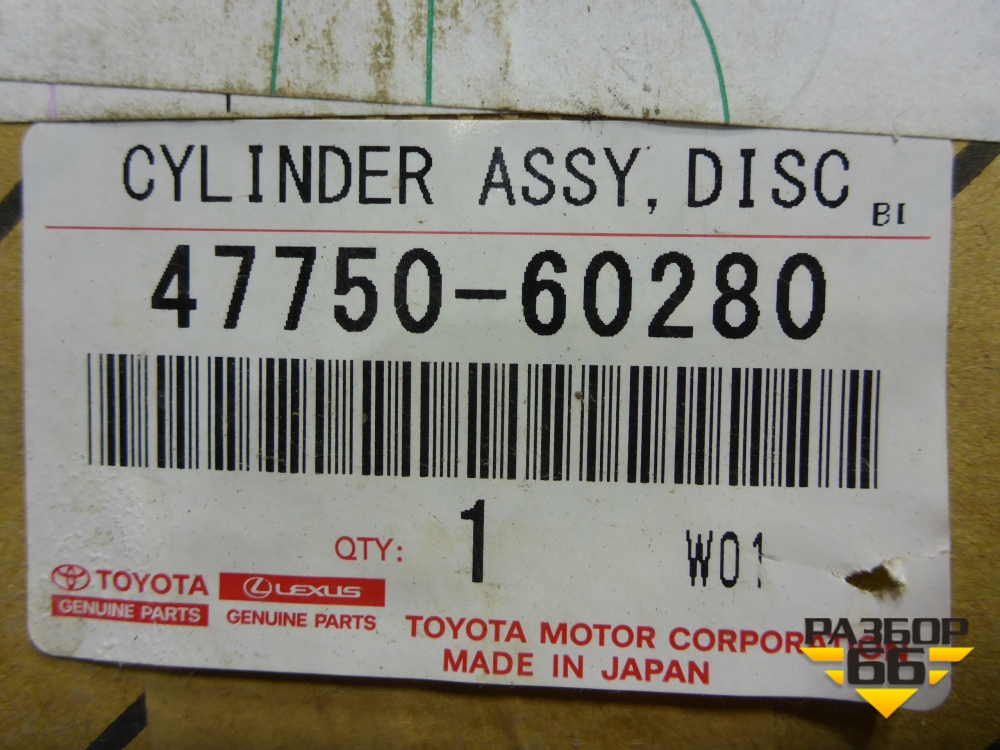 CYLINDER ASSY, DISC BI
47750-60280
QTY: 1 W01
TOYOTA LEXUS
GENUINE PARTS GENUINE PARTS
TOYOTA MOTOR CORPORATION
MADE IN JAPAN
РАЗБОР
66